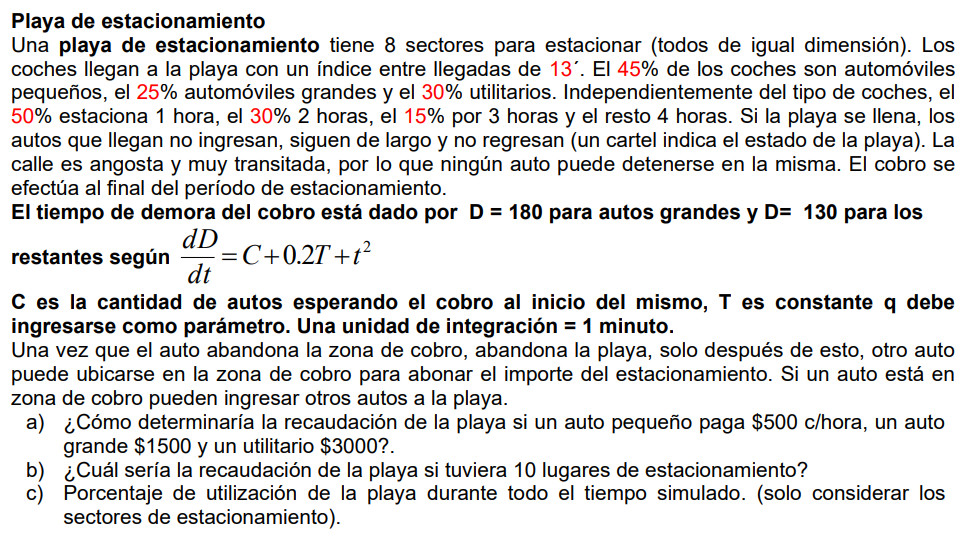 Playa de estacionamiento
Una playa de estacionamiento tiene 8 sectores para estacionar (todos de igual dimensión). Los
coches llegan a la playa con un índice entre llegadas de 13´. El 45% de los coches son automóviles
pequeños, el 25% automóviles grandes y el 30% utilitarios. Independientemente del tipo de coches, el
50% estaciona 1 hora, el 30% 2 horas, el 15% por 3 horas y el resto 4 horas. Si la playa se llena, los
autos que llegan no ingresan, siguen de largo y no regresan (un cartel indica el estado de la playa). La
calle es angosta y muy transitada, por lo que ningún auto puede detenerse en la misma. El cobro se
efectúa al final del período de estacionamiento.
El tiempo de demora del cobro está dado por D = 180 para autos grandes y D= 130 para los
restantes según dD/dt = C+0.2T+t²
C es la cantidad de autos esperando el cobro al inicio del mismo, T es constante q debe
ingresarse como parámetro. Una unidad de integración = 1 minuto.
Una vez que el auto abandona la zona de cobro, abandona la playa, solo después de esto, otro auto
puede ubicarse en la zona de cobro para abonar el importe del estacionamiento. Si un auto está en
zona de cobro pueden ingresar otros autos a la playa.
a) ¿Cómo determinaría la recaudación de la playa si un auto pequeño paga $500 c/hora, un auto
grande $1500 y un utilitario $3000?.
b) ¿Cuál sería la recaudación de la playa si tuviera 10 lugares de estacionamiento?
c) Porcentaje de utilización de la playa durante todo el tiempo simulado. (solo considerar los
sectores de estacionamiento).